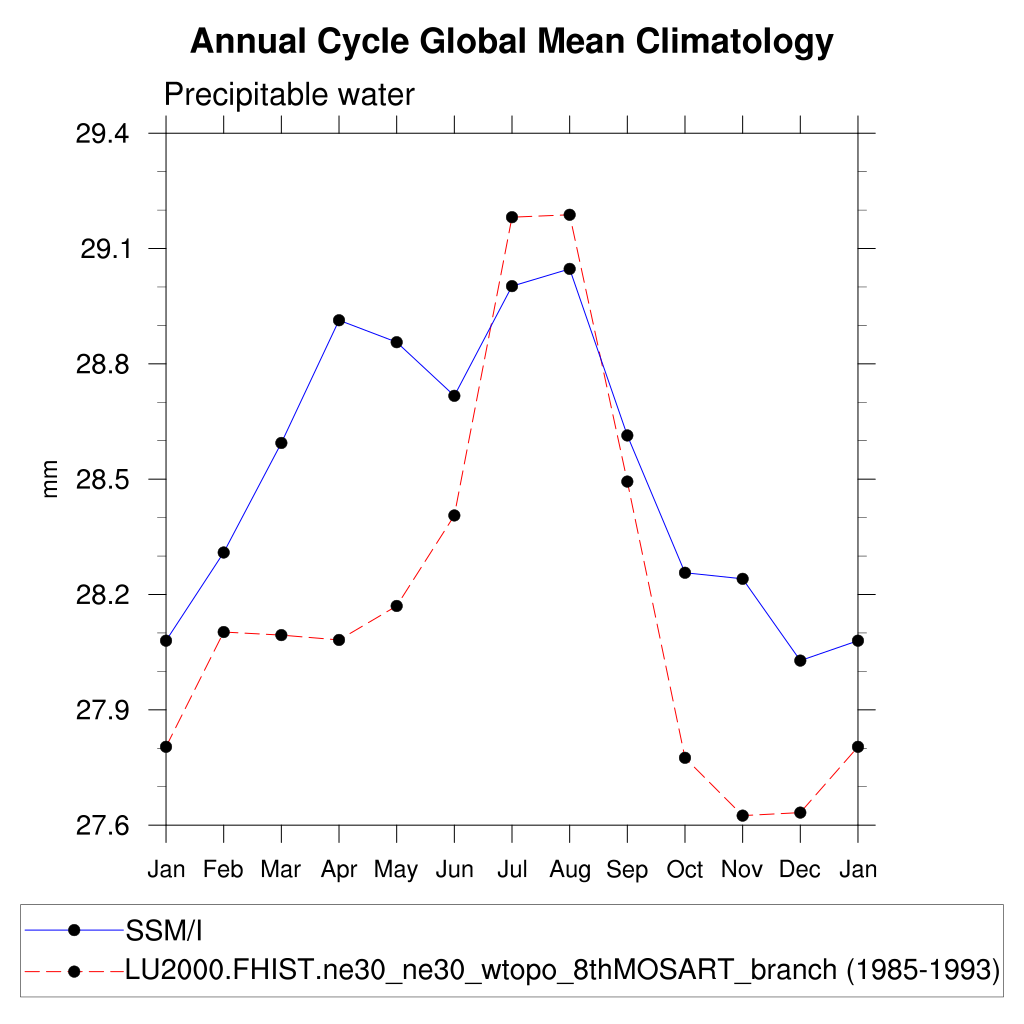 Annual Cycle Global Mean Climatology
Precipitable water
29.4
29.1
28.8
28.5
28.2
27.9
27.6
mm
Jan Feb Mar Apr May Jun Jul Aug Sep Oct Nov Dec Jan
SSM/I
LU2000.FHIST.ne30_ne30_wtopo_8thMOSART_branch (1985-1993)